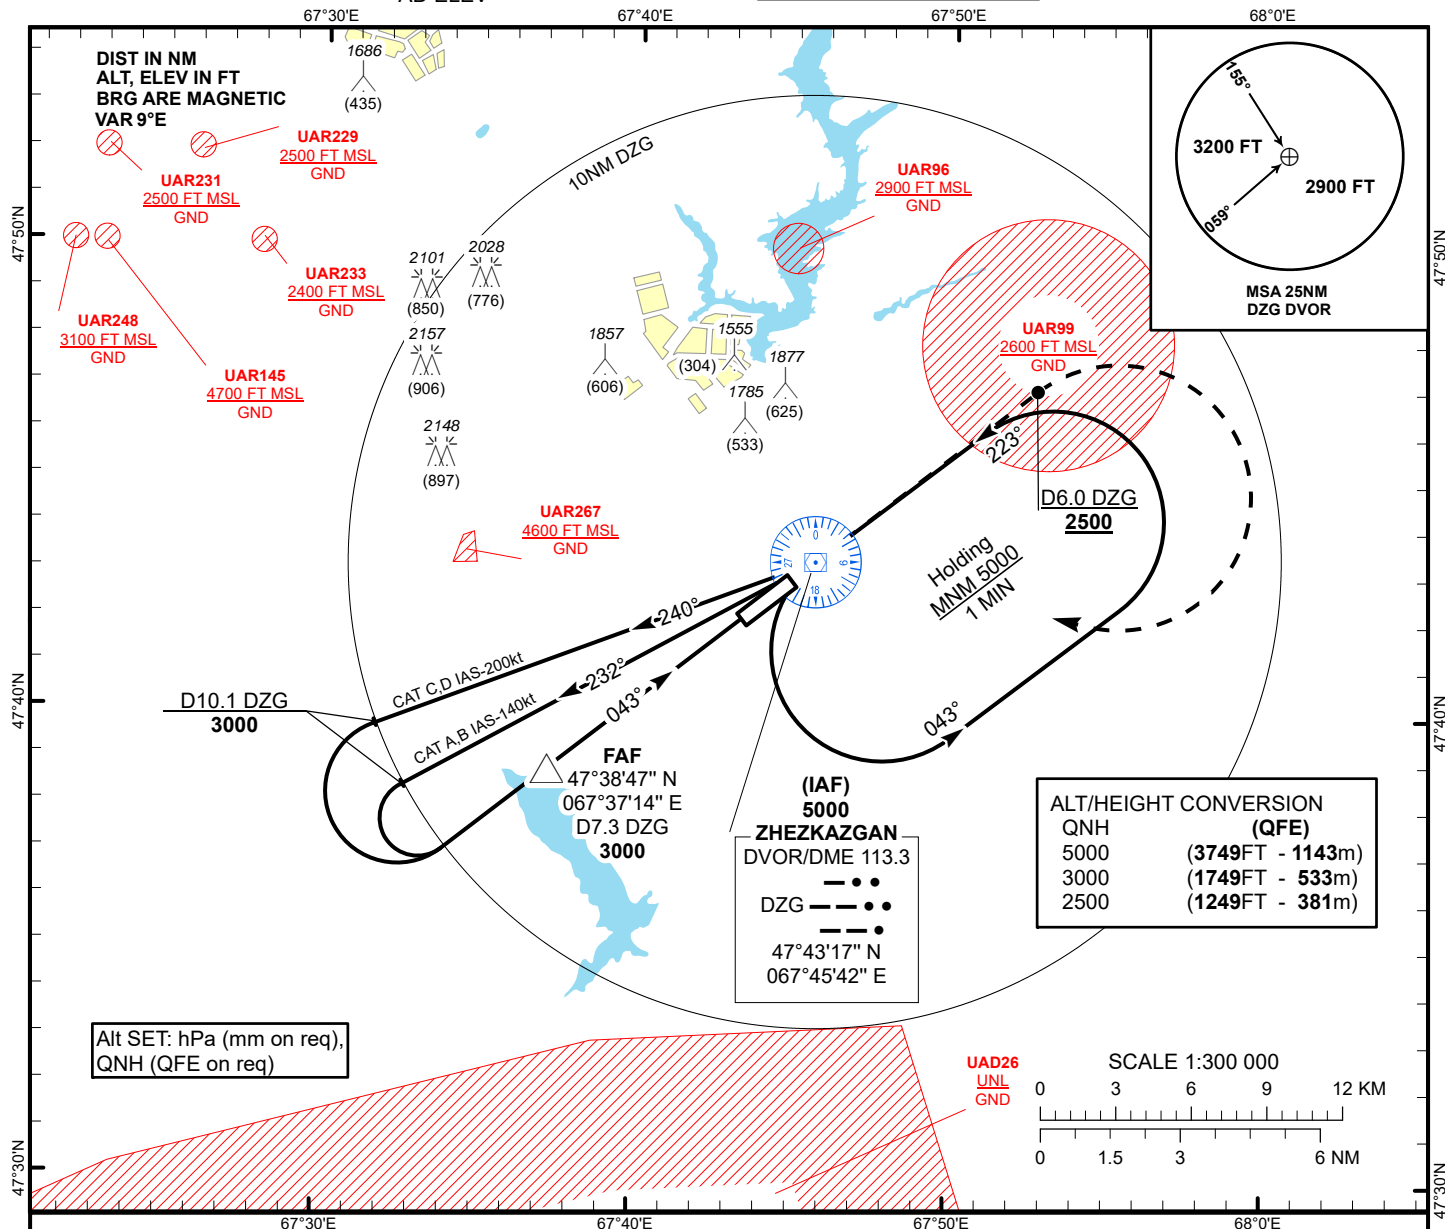 67°30'E
67°40'E
67°50'E
68°0'E
DIST IN NM
ALT, ELEV IN FT
BRG ARE MAGNETIC
VAR 9°E
1686
(435)
UAR229
2500 FT MSL
GND
UAR231
2500 FT MSL
GND
UAR233
2400 FT MSL
GND
UAR248
3100 FT MSL
GND
UAR145
4700 FT MSL
GND
10NM DZG
UAR96
2900 FT MSL
GND
155°
3200 FT
2900 FT
059°
MSA 25NM
DZG DVOR
47°50'N
47°50'N
2101
(850)
2028
(776)
2157
(906)
2148
(897)
1857
(606)
1555
(304)
1877
(625)
1785
(533)
UAR99
2600 FT MSL
GND
223°
D6.0 DZG
2500
UAR267
4600 FT MSL
GND
0
9
18
27
Holding
MNM 5000
1 MIN
240°
CAT C,D IAS-200kt
232°
CAT A,B IAS-140kt
043°
043°
D10.1 DZG
3000
47°40'N
47°40'N
FAF
47°38'47'' N
067°37'14'' E
D7.3 DZG
3000
(IAF)
5000
ZHEZKAZGAN
DVOR/DME 113.3
DZG
47°43'17'' N
067°45'42'' E
ALT/HEIGHT CONVERSION
QNH (QFE)
5000 (3749FT - 1143m)
3000 (1749FT - 533m)
2500 (1249FT - 381m)
Alt SET: hPa (mm on req),
QNH (QFE on req)
UAD26
UNL
GND
SCALE 1:300 000
0 3 6 9 12 KM
0 1.5 3 6 NM
47°30'N
47°30'N
67°30'E
67°40'E
67°50'E
68°0'E